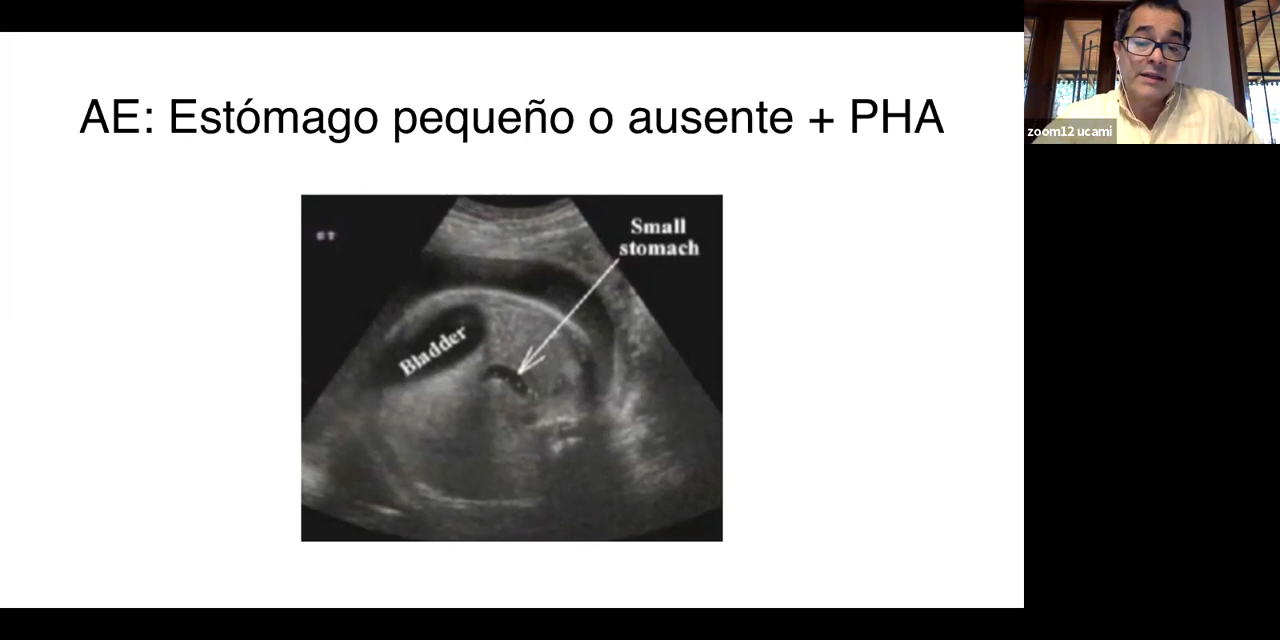 AE: Estómago pequeño o ausente + PHA
Small
stomach
Bladder
zoom12 ucami